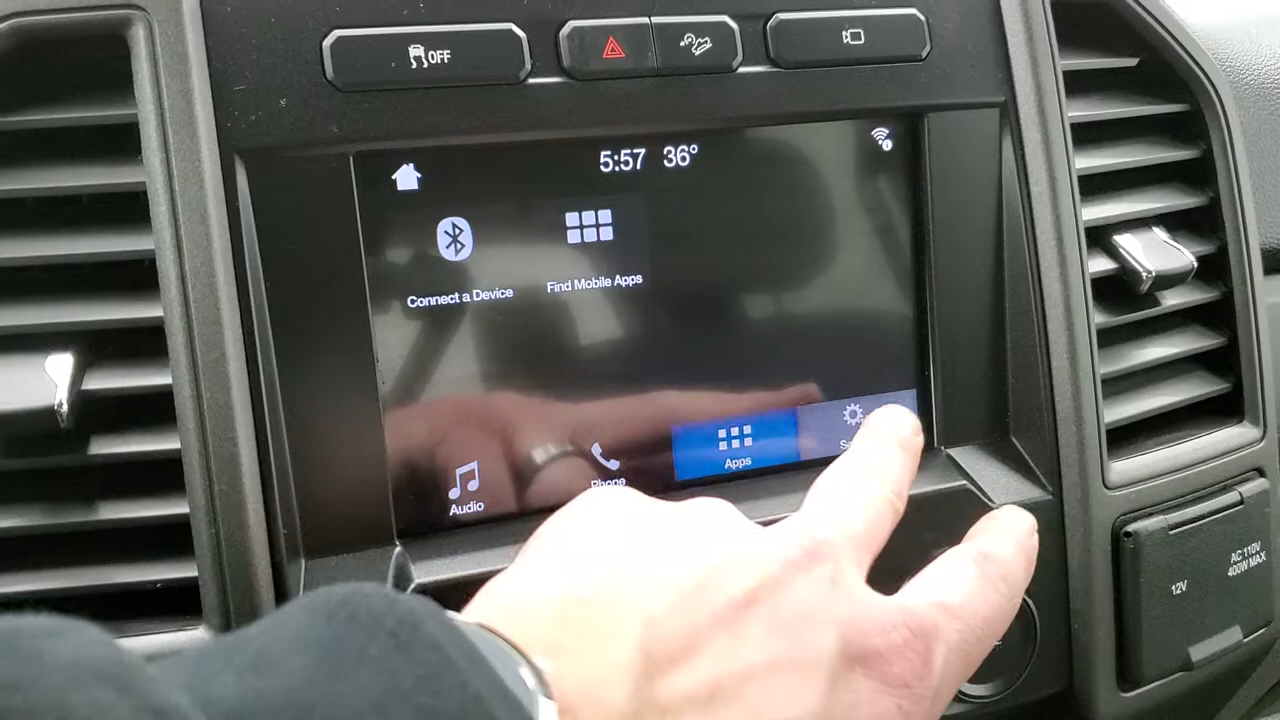 OFF
5:57 36°
Connect a Device
Find Mobile Apps
Audio
Phone
Apps
12V
AC 110V
400W MAX